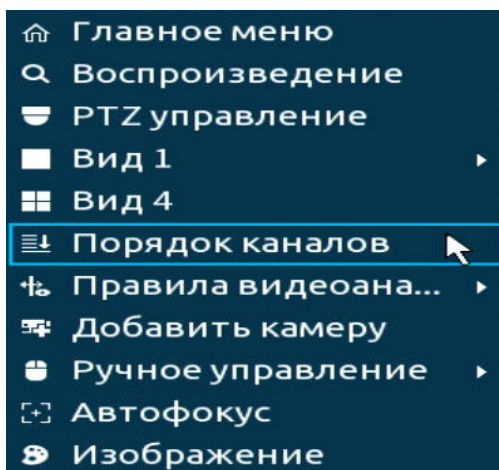 Главное меню
Воспроизведение
PTZ управление
Вид 1
Вид 4
Порядок каналов
Правила видеоана...
Добавить камеру
Ручное управление
Автофокус
Изображение